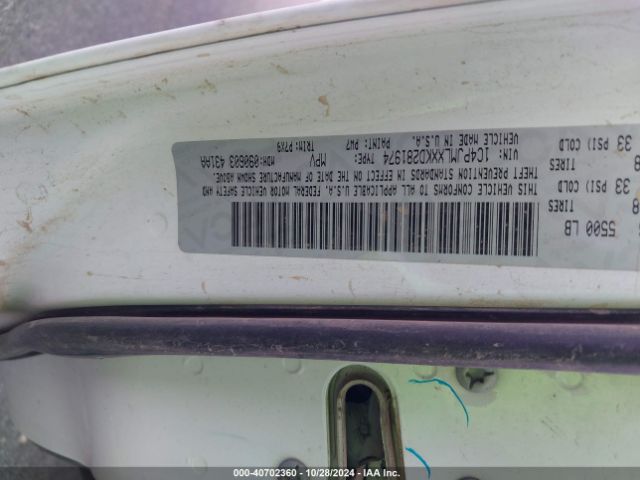 5500 LB
TIRES
33 PSI) COLD
TIRES
33 PSI) COLD
THIS VEHICLE CONFORMS TO ALL APPLICABLE U.S.A. FEDERAL MOTOR VEHICLE SAFETY AND
THEFT PREVENTION STANDARDS IN EFFECT ON THE DATE OF MANUFACTURE SHOWN ABOVE.
VIN: 1C4PJMLXXKD281974 TYPE: MPV MDH:090603 431AA
VEHICLE MADE IN U.S.A. PAINT: PW7 TRIM: P7X9
000-40702360 | 10/28/2024 | IAA Inc.